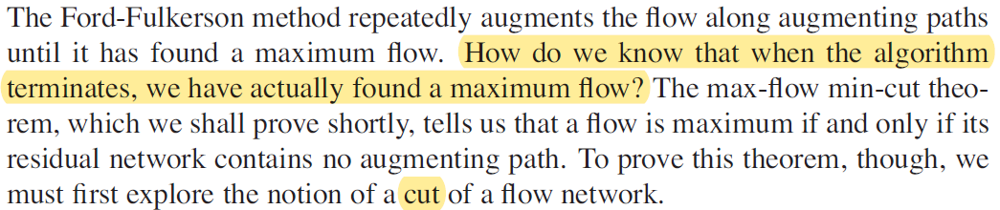 The Ford-Fulkerson method repeatedly augments the flow along augmenting paths
until it has found a maximum flow. How do we know that when the algorithm
terminates, we have actually found a maximum flow? The max-flow min-cut theo-
rem, which we shall prove shortly, tells us that a flow is maximum if and only if its
residual network contains no augmenting path. To prove this theorem, though, we
must first explore the notion of a cut of a flow network.